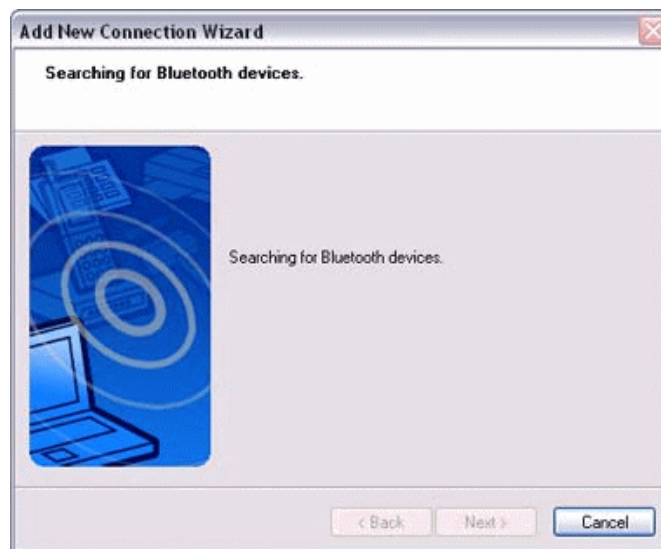 Add New Connection Wizard
Searching for Bluetooth devices.
Searching for Bluetooth devices.
< Back
Next >
Cancel